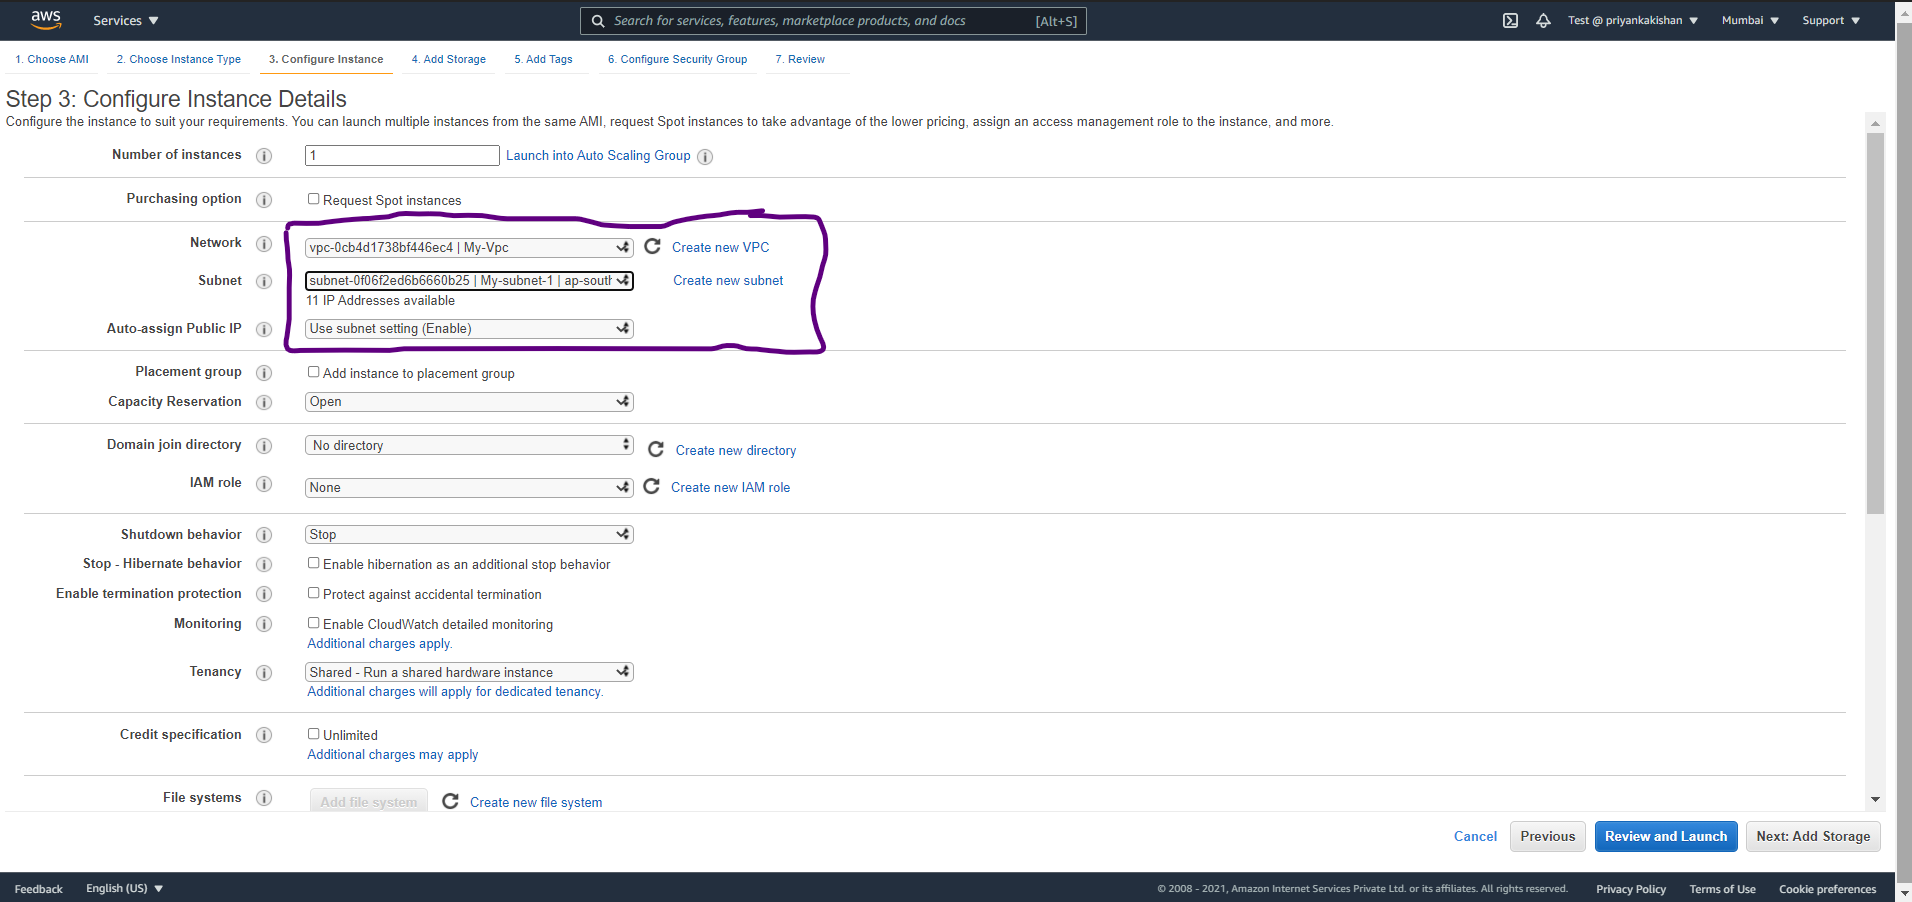 aws Services Search for services, features, marketplace products, and docs [Alt+S] Test @ priyankakishan Mumbai Support
1. Choose AMI 2. Choose Instance Type 3. Configure Instance 4. Add Storage 5. Add Tags 6. Configure Security Group 7. Review
Step 3: Configure Instance Details
Configure the instance to suit your requirements. You can launch multiple instances from the same AMI, request Spot instances to take advantage of the lower pricing, assign an access management role to the instance, and more.
Number of instances i 1 Launch into Auto Scaling Group i
Purchasing option i Request Spot instances
Network i vpc-0cb4d1738bf446ec4 | My-Vpc Create new VPC
Subnet i subnet-0f06f2ed6b6660b25 | My-subnet-1 | ap-south Create new subnet
11 IP Addresses available
Auto-assign Public IP i Use subnet setting (Enable)
Placement group i Add instance to placement group
Capacity Reservation i Open
Domain join directory i No directory Create new directory
IAM role i None Create new IAM role
Shutdown behavior i Stop
Stop - Hibernate behavior i Enable hibernation as an additional stop behavior
Enable termination protection i Protect against accidental termination
Monitoring i Enable CloudWatch detailed monitoring
Additional charges apply.
Tenancy i Shared - Run a shared hardware instance
Additional charges will apply for dedicated tenancy.
Credit specification i Unlimited
Additional charges may apply
File systems i Add file system Create new file system
Cancel Previous Review and Launch Next: Add Storage
Feedback English (US) © 2008 - 2021, Amazon Internet Services Private Ltd. or its affiliates. All rights reserved. Privacy Policy Terms of Use Cookie preferences